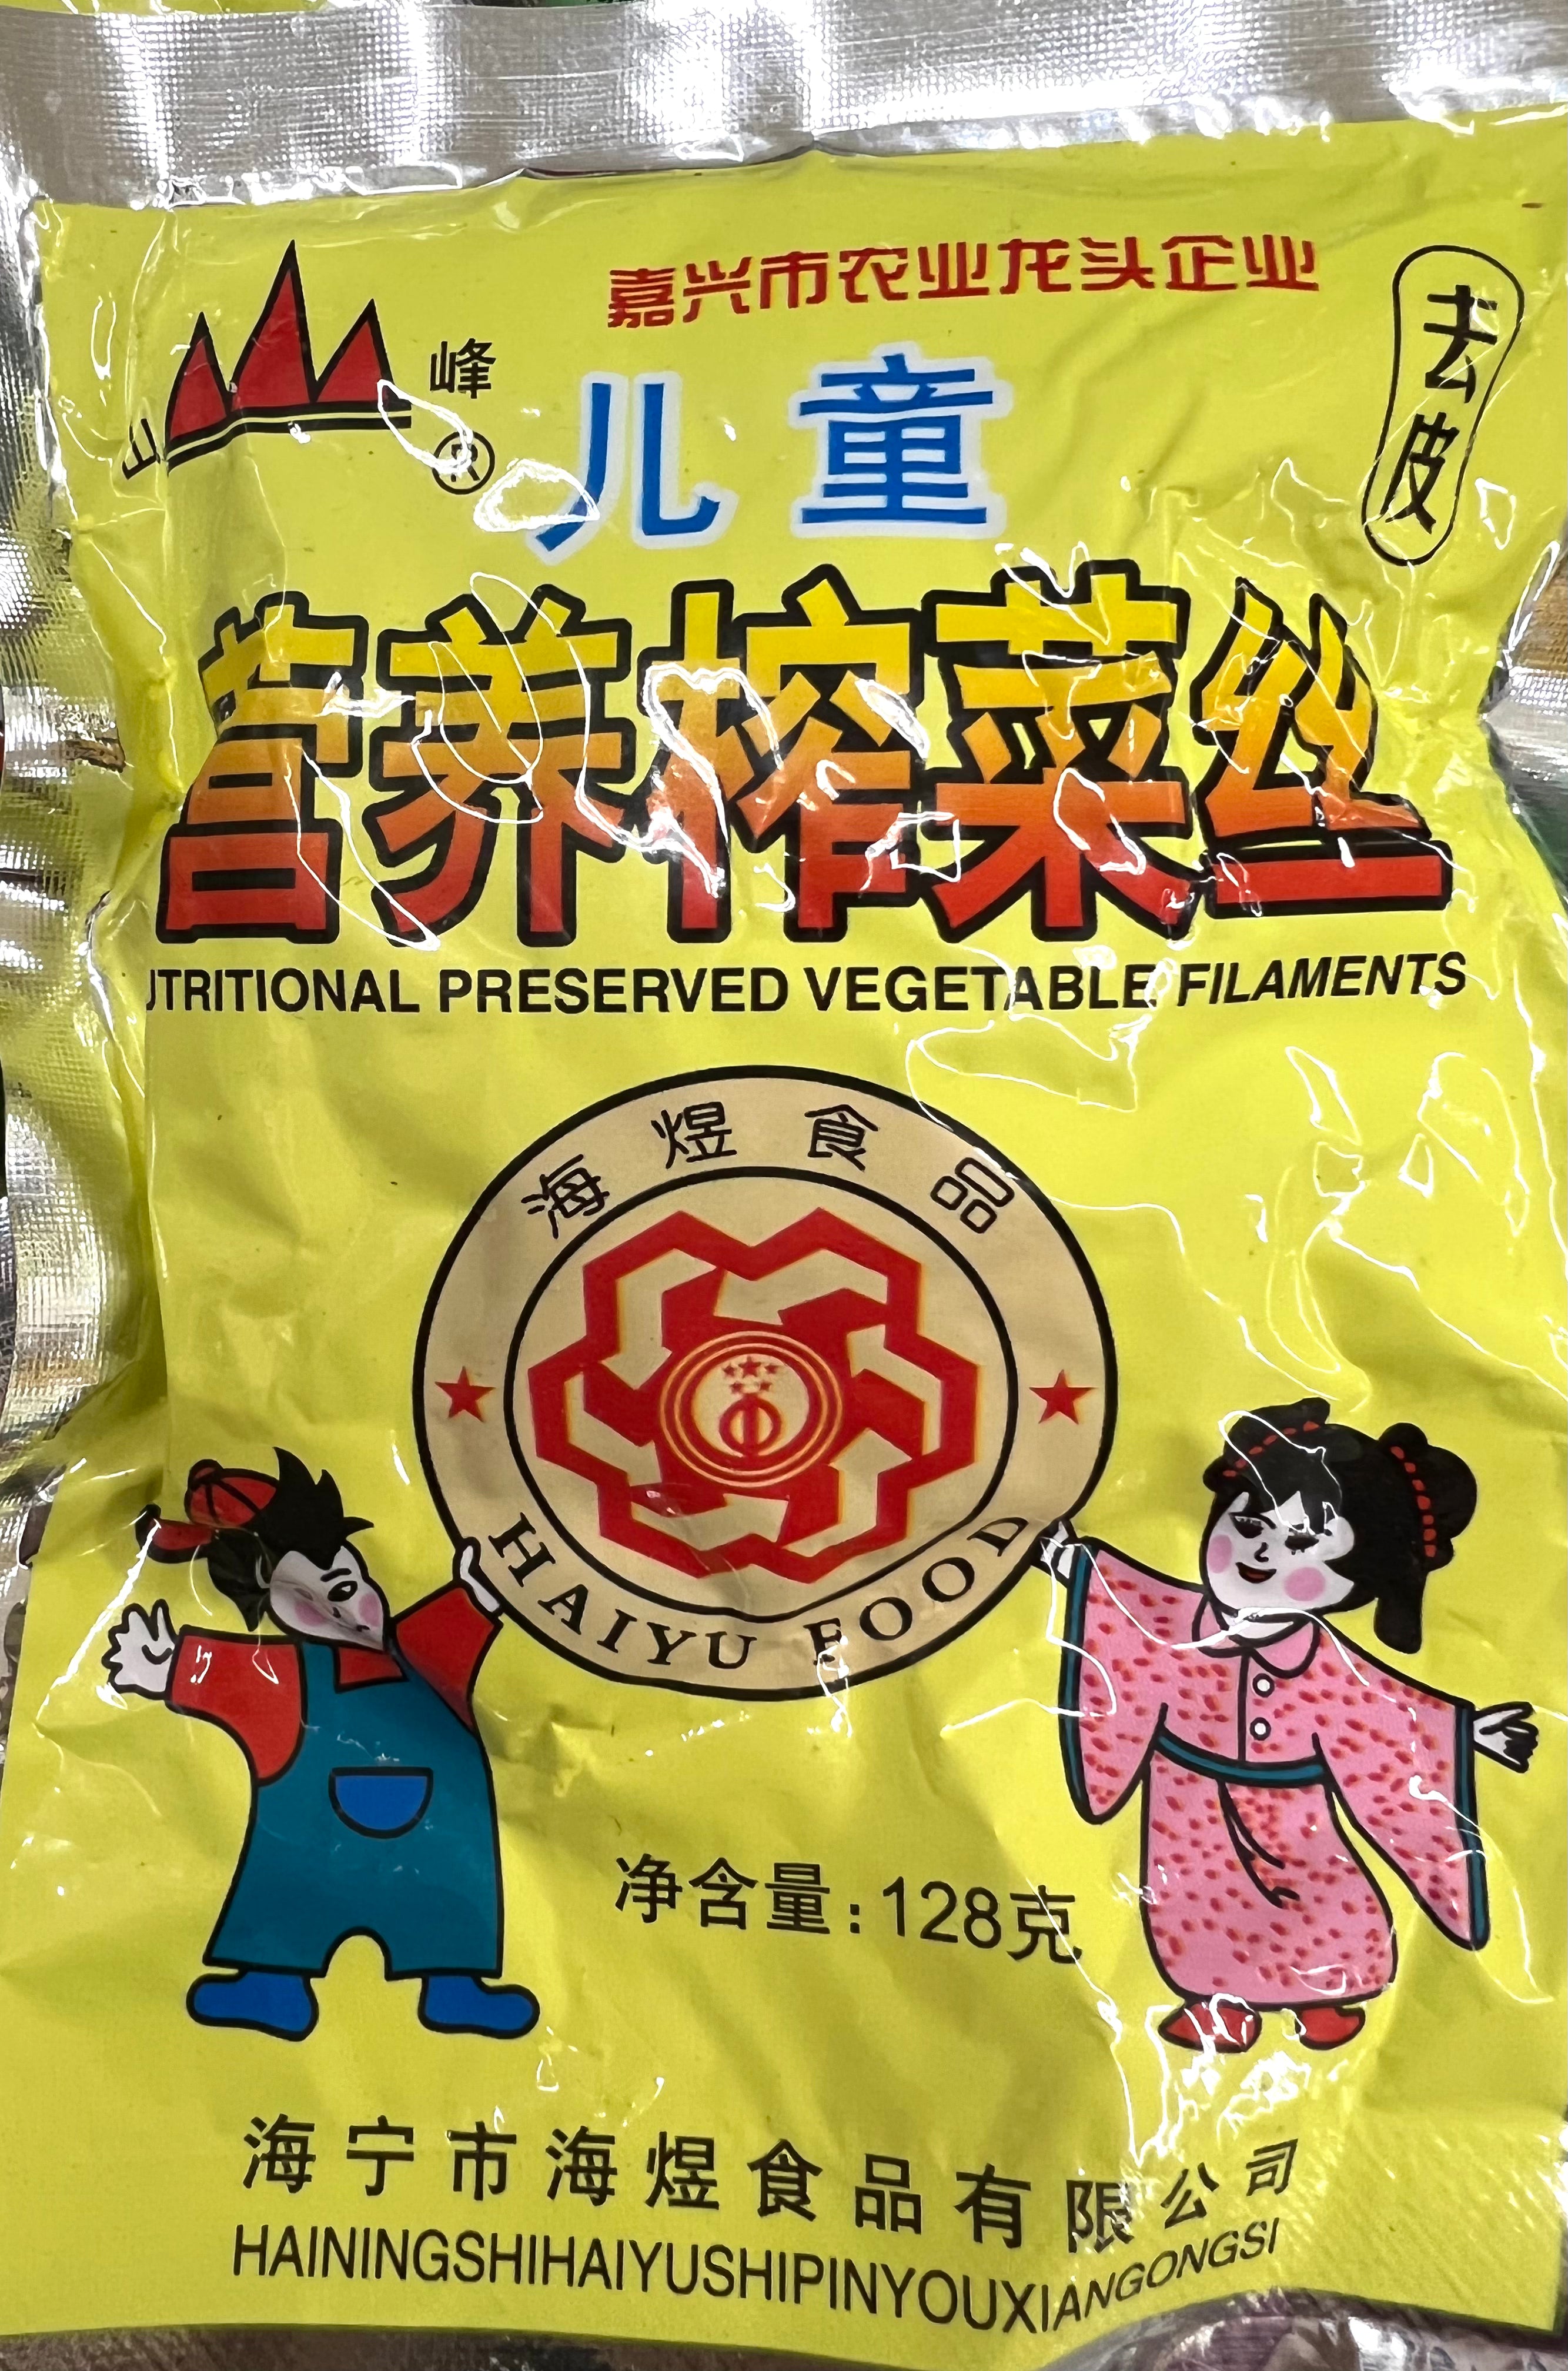 嘉兴市农业龙头企业
山 峰
®
去皮
儿童
营养榨菜丝
UTRITIONAL PRESERVED VEGETABLE FILAMENTS
海煜食品
HAIYU FOOD
净含量:128克
海宁市海煜食品有限公司
HAININGSHIHAIYUSHIPINYOUXIANGONGSI